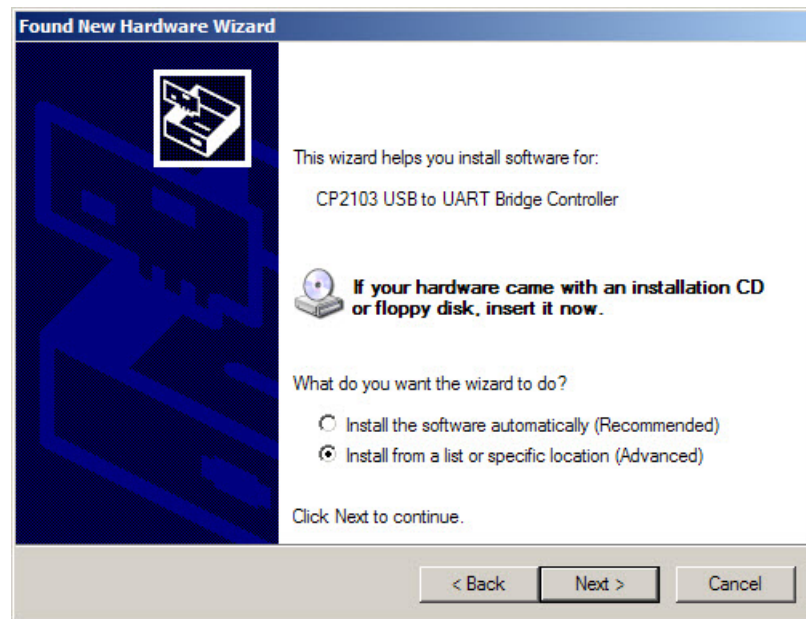 Found New Hardware Wizard
This wizard helps you install software for:
CP2103 USB to UART Bridge Controller
If your hardware came with an installation CD
or floppy disk, insert it now.
What do you want the wizard to do?
Install the software automatically (Recommended)
Install from a list or specific location (Advanced)
Click Next to continue.
< Back
Next >
Cancel